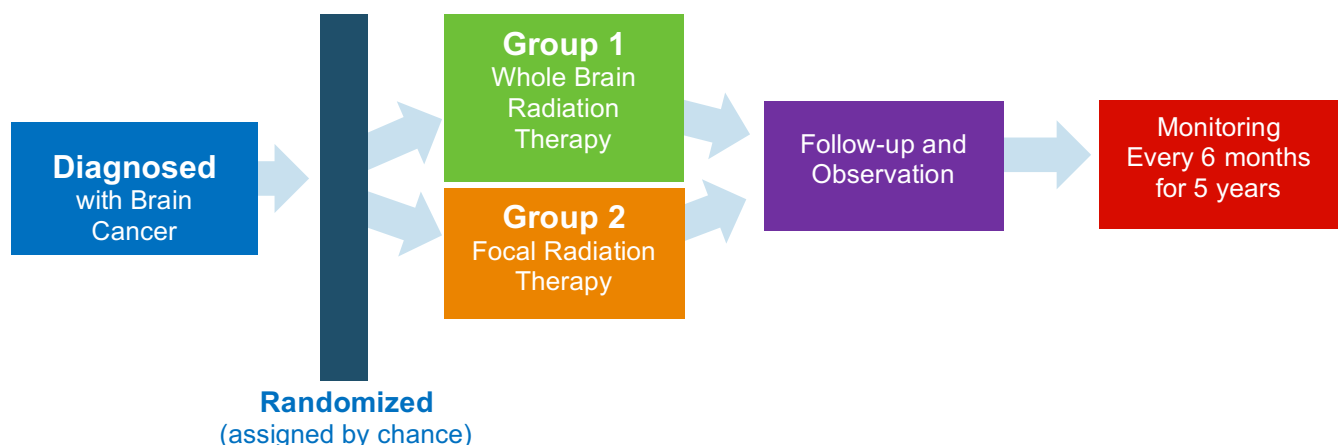 Diagnosed
with Brain
Cancer
Randomized
(assigned by chance)
Group 1
Whole Brain
Radiation
Therapy
Group 2
Focal Radiation
Therapy
Follow-up and
Observation
Monitoring
Every 6 months
for 5 years